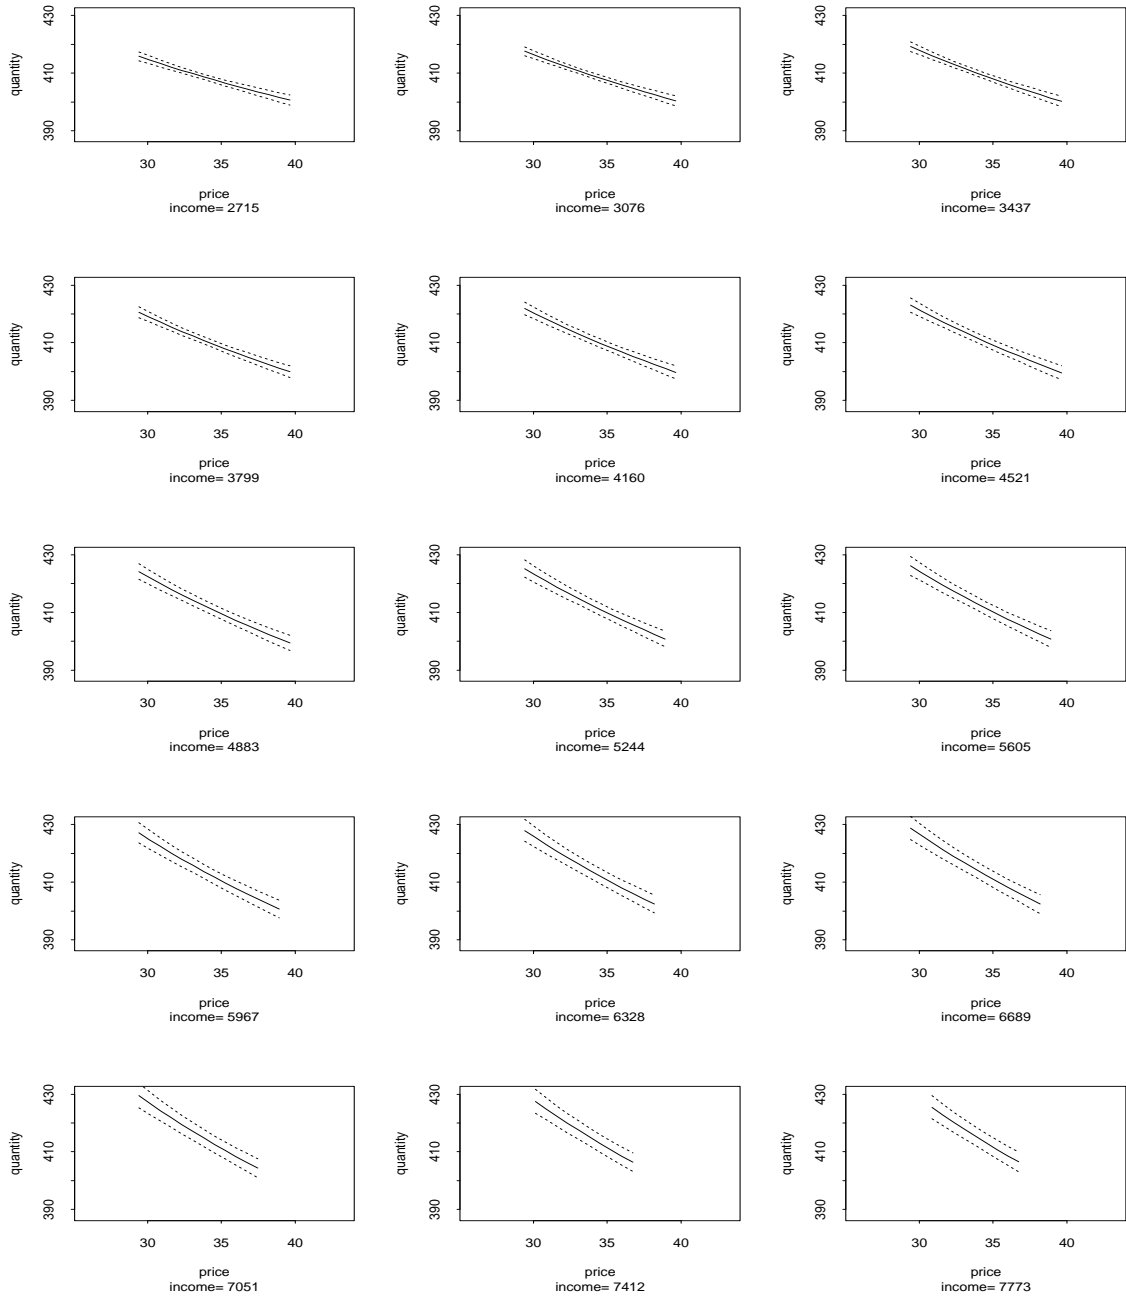 quantity
390 410 430
30 35 40
price
income= 2715
quantity
390 410 430
30 35 40
price
income= 3076
quantity
390 410 430
30 35 40
price
income= 3437
quantity
390 410 430
30 35 40
price
income= 3799
quantity
390 410 430
30 35 40
price
income= 4160
quantity
390 410 430
30 35 40
price
income= 4521
quantity
390 410 430
30 35 40
price
income= 4883
quantity
390 410 430
30 35 40
price
income= 5244
quantity
390 410 430
30 35 40
price
income= 5605
quantity
390 410 430
30 35 40
price
income= 5967
quantity
390 410 430
30 35 40
price
income= 6328
quantity
390 410 430
30 35 40
price
income= 6689
quantity
390 410 430
30 35 40
price
income= 7051
quantity
390 410 430
30 35 40
price
income= 7412
quantity
390 410 430
30 35 40
price
income= 7773